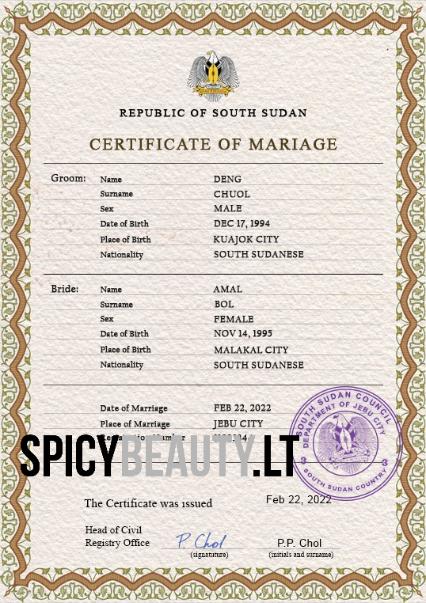 REPUBLIC OF SOUTH SUDAN
CERTIFICATE OF MARIAGE
Groom: Name DENG
Surname CHUOL
Sex MALE
Date of Birth DEC 17, 1994
Place of Birth KUAJOK CITY
Nationality SOUTH SUDANESE
Bride: Name AMAL
Surname BOL
Sex FEMALE
Date of Birth NOV 14, 1995
Place of Birth MALAKAL CITY
Nationality SOUTH SUDANESE
Date of Marriage FEB 22, 2022
Place of Marriage JEBU CITY
SPICYBEAUTY.LT
SOUTH SUDAN COUNCIL
DEPARTMENT OF JEBU CITY
3 3
SOUTH SUDAN COUNTRY
The Certificate was issued Feb 22, 2022
Head of Civil
Registry Office P.Chol P.P. Chol
(signature) (initials and surname)